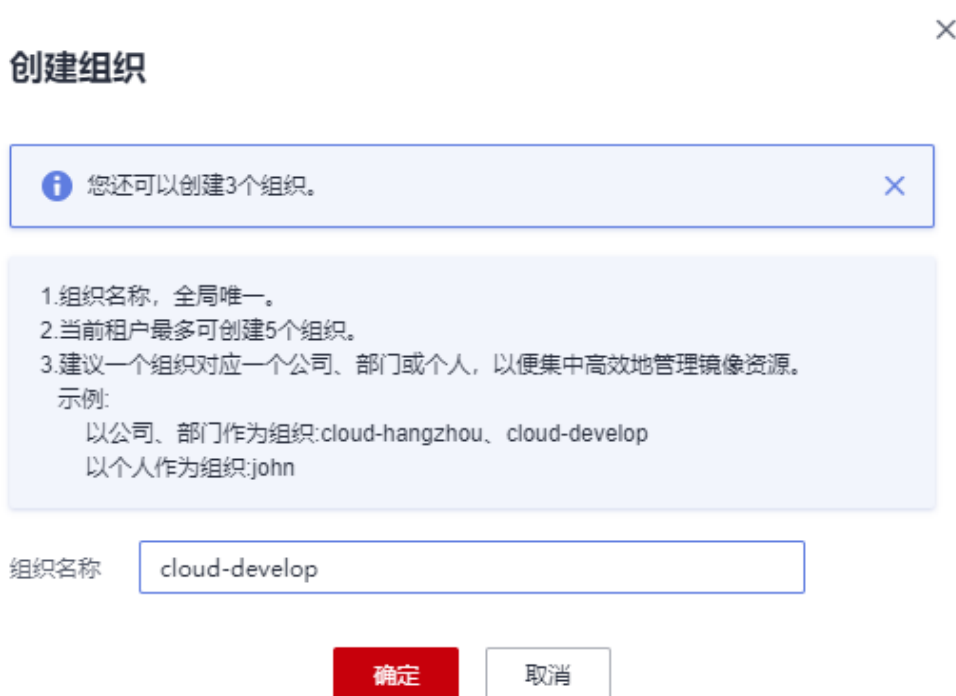 创建组织
您还可以创建3个组织。
1.组织名称，全局唯一。
2.当前租户最多可创建5个组织。
3.建议一个组织对应一个公司、部门或个人，以便集中高效地管理镜像资源。
示例:
以公司、部门作为组织:cloud-hangzhou、cloud-develop
以个人作为组织:john
组织名称 cloud-develop
确定 取消